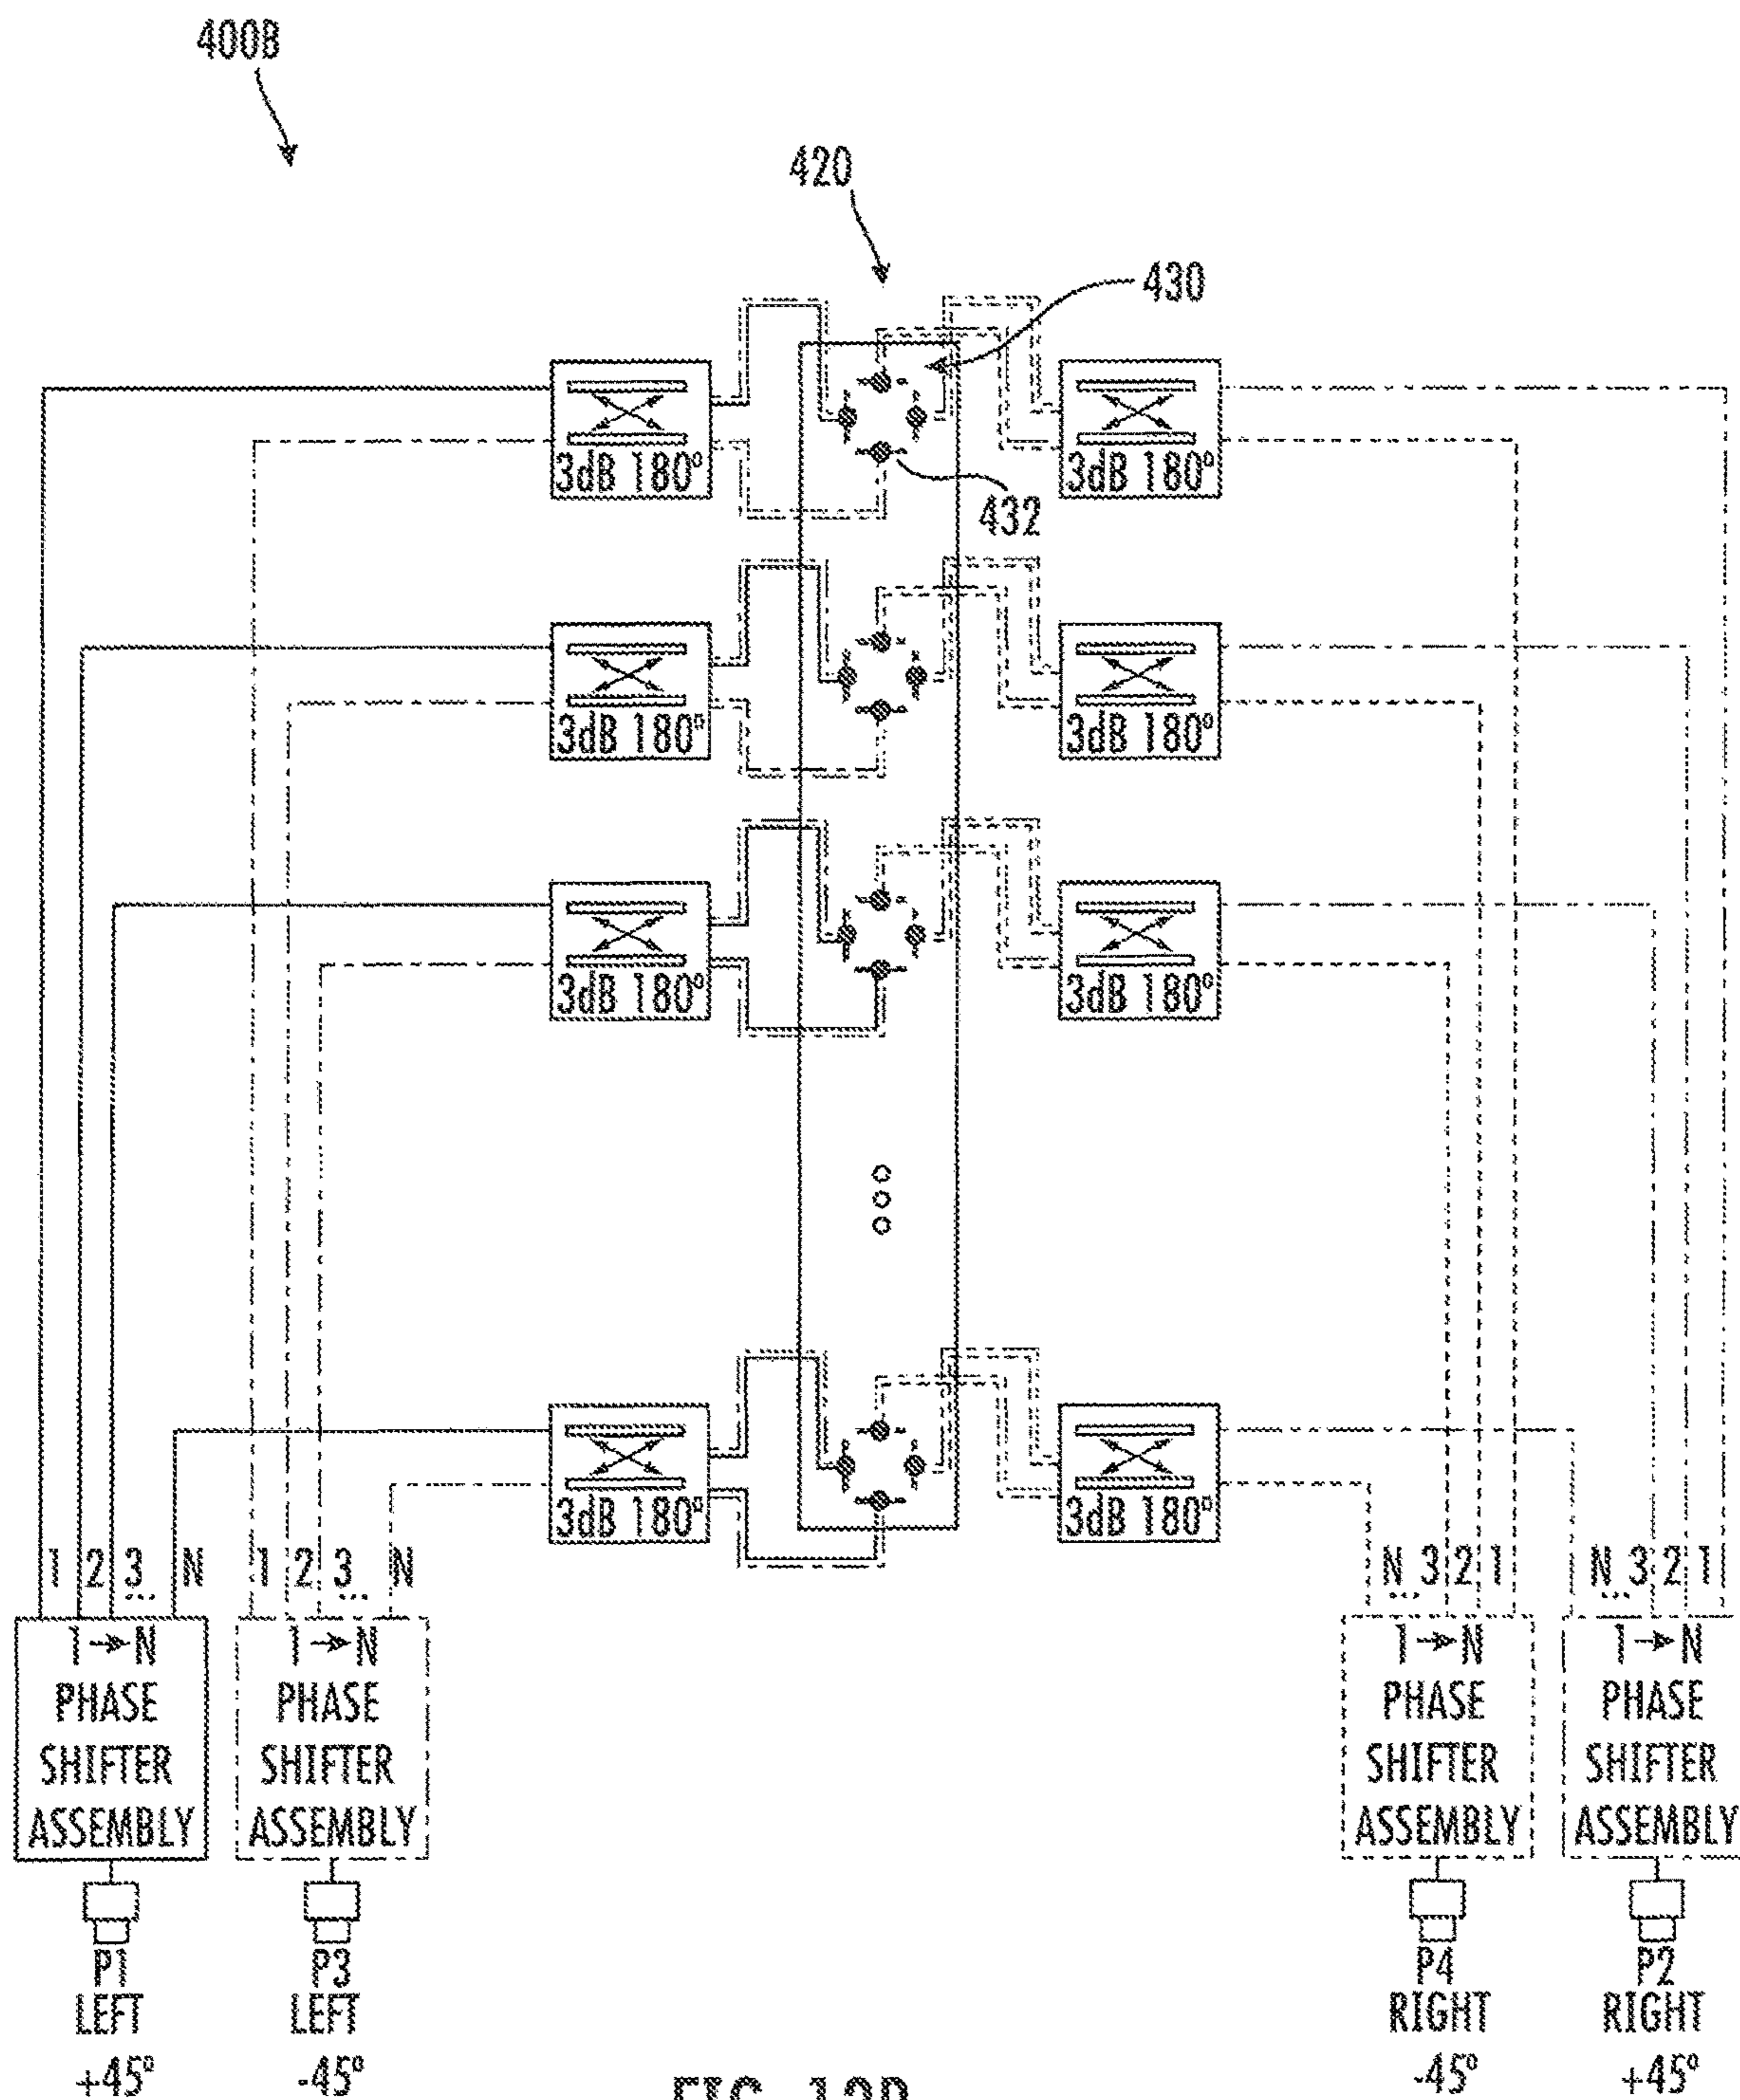 400B
420
430
3dB 180°
3dB 180°
432
3dB 180°
3dB 180°
3dB 180°
3dB 180°
3dB 180°
3dB 180°
1 2 3... N
1 2 3... N
N...3 2 1
N...3 2 1
1→N
PHASE
SHIFTER
ASSEMBLY
1→N
PHASE
SHIFTER
ASSEMBLY
1→N
PHASE
SHIFTER
ASSEMBLY
1→N
PHASE
SHIFTER
ASSEMBLY
P1
LEFT
+45°
P3
LEFT
-45°
P4
RIGHT
-45°
P2
RIGHT
+45°